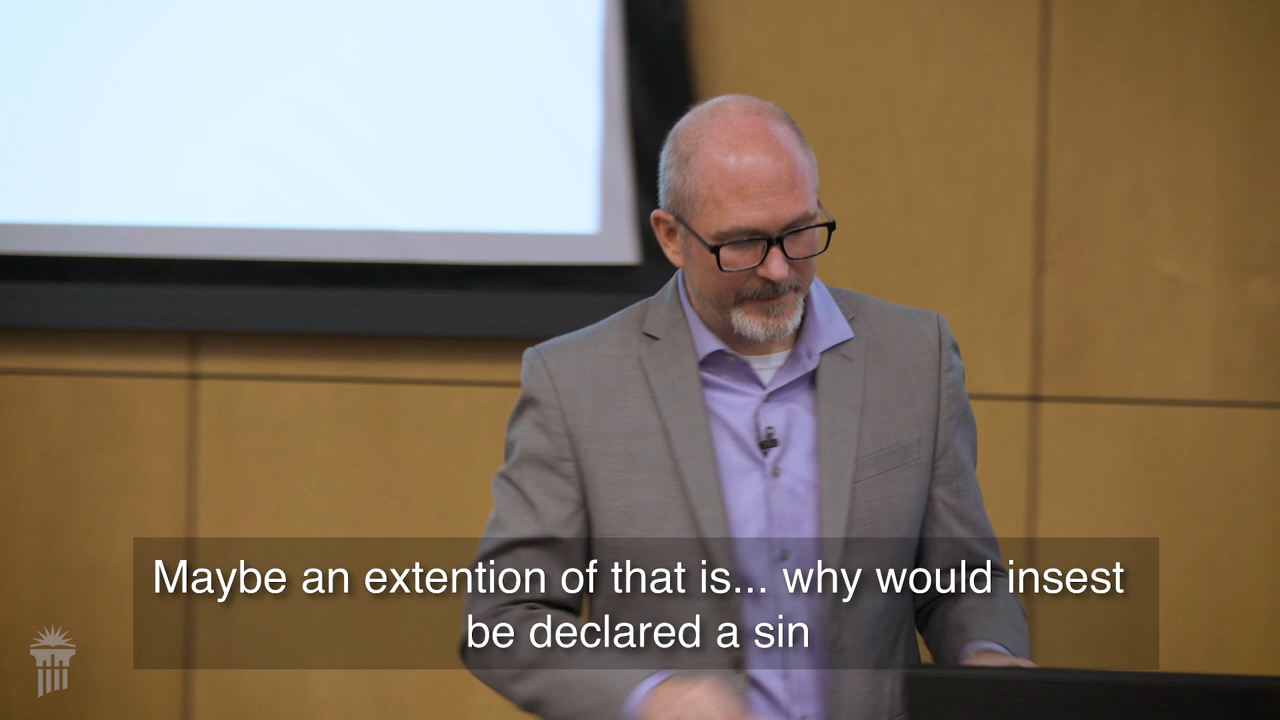 Maybe an extention of that is... why would insest
be declared a sin